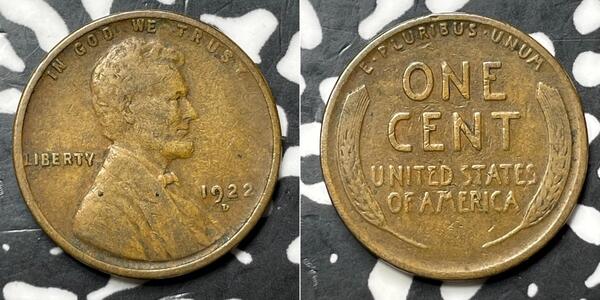 IN GOD WE TRUST
LIBERTY
1922
D
E·PLURIBUS·UNUM
ONE
CENT
UNITED STATES
OF AMERICA